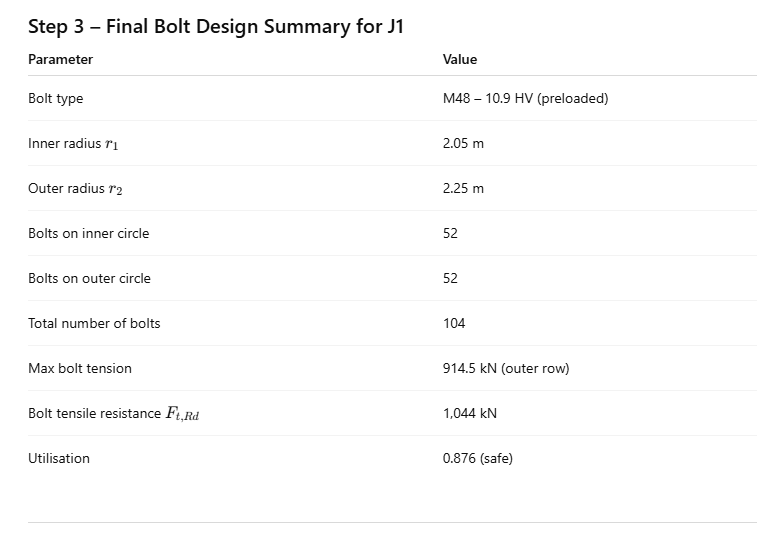 Step 3 – Final Bolt Design Summary for J1
Parameter Value
Bolt type M48 – 10.9 HV (preloaded)
Inner radius r1 2.05 m
Outer radius r2 2.25 m
Bolts on inner circle 52
Bolts on outer circle 52
Total number of bolts 104
Max bolt tension 914.5 kN (outer row)
Bolt tensile resistance Ft,Rd 1,044 kN
Utilisation 0.876 (safe)